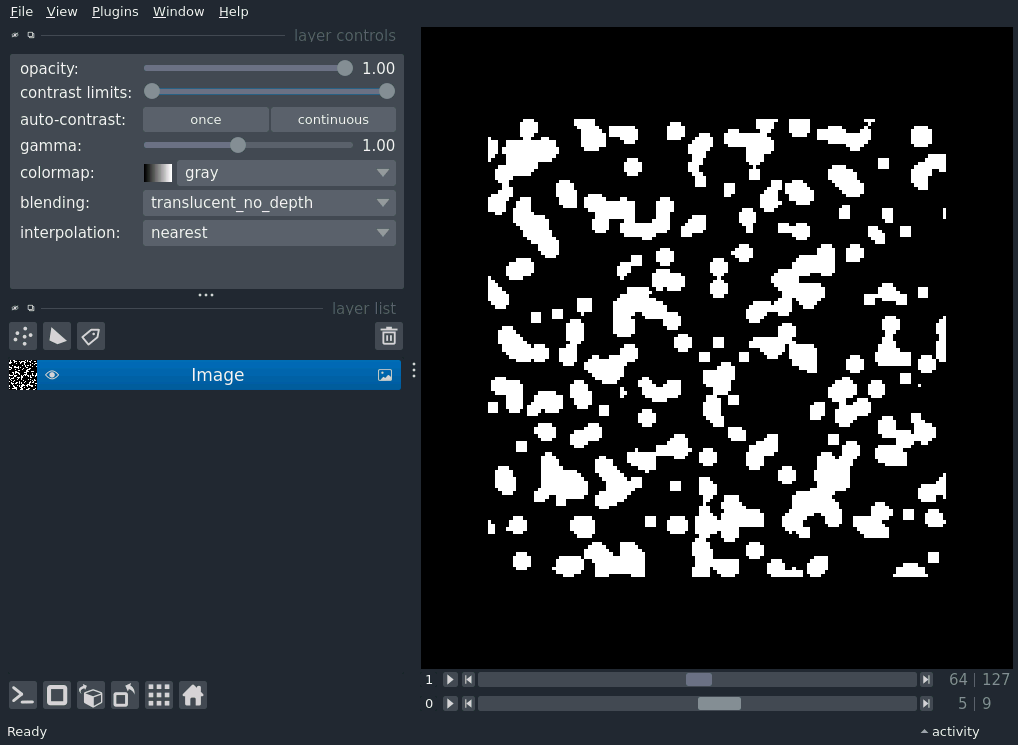 File View Plugins Window Help
layer controls
opacity: 1.00
contrast limits:
auto-contrast: once continuous
gamma: 1.00
colormap: gray
blending: translucent_no_depth
interpolation: nearest
layer list
Image
1 64 | 127
0 5 | 9
Ready activity